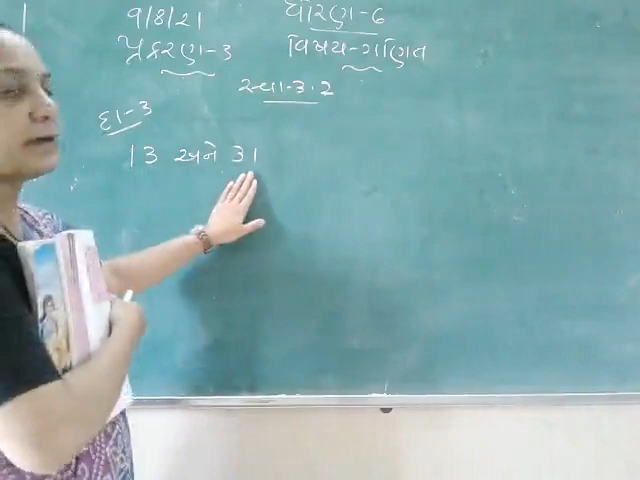 9/8/21
ધોરણ-6
પ્રકરણ-3
વિષય-ગણિત
સ્વા-3.2
દા-3
13 અને 31